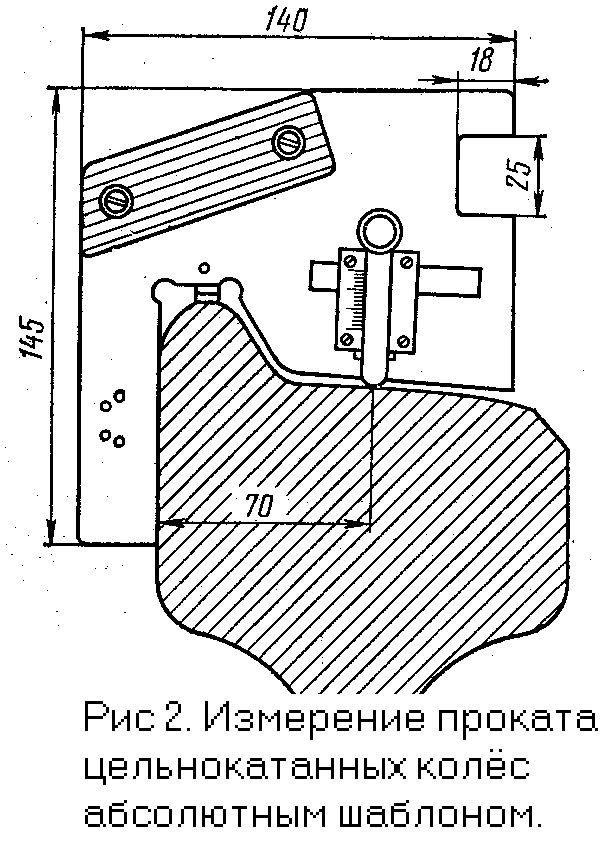 140
18
25
145
70
Рис 2. Измерение проката
цельнокатанных колёс
абсолютным шаблоном.